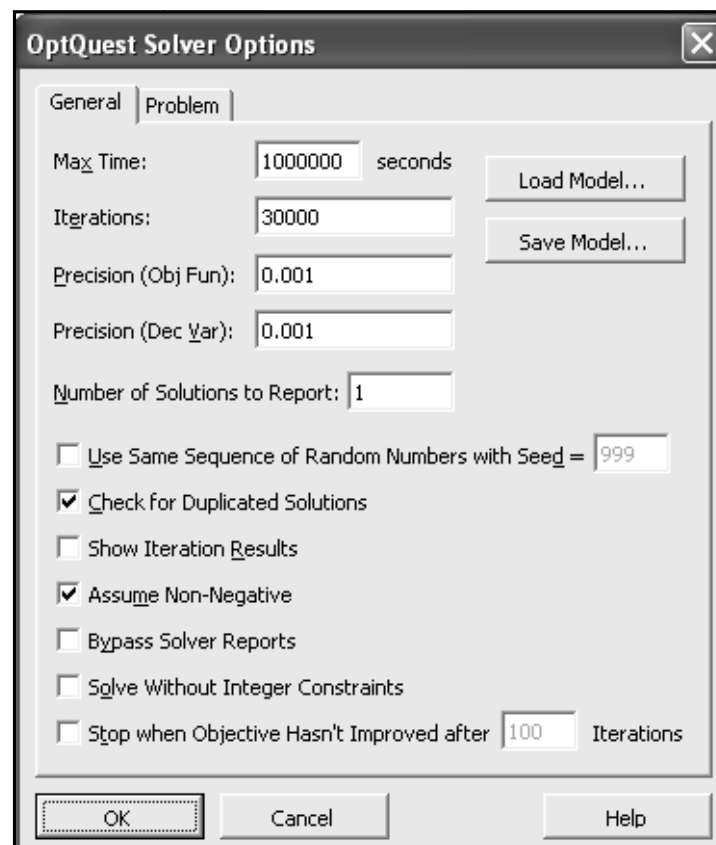 OptQuest Solver Options
General Problem
Max Time: 1000000 seconds
Load Model...
Iterations: 30000
Save Model...
Precision (Obj Fun): 0.001
Precision (Dec Var): 0.001
Number of Solutions to Report: 1
Use Same Sequence of Random Numbers with Seed = 999
Check for Duplicated Solutions
Show Iteration Results
Assume Non-Negative
Bypass Solver Reports
Solve Without Integer Constraints
Stop when Objective Hasn't Improved after 100 Iterations
OK Cancel Help